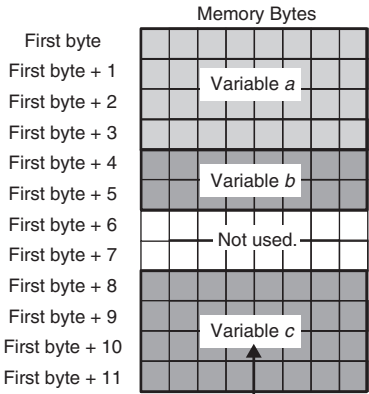 Memory Bytes
First byte
First byte + 1
First byte + 2
First byte + 3
First byte + 4
First byte + 5
First byte + 6
First byte + 7
First byte + 8
First byte + 9
First byte + 10
First byte + 11
Variable a
Variable b
Not used.
Variable c